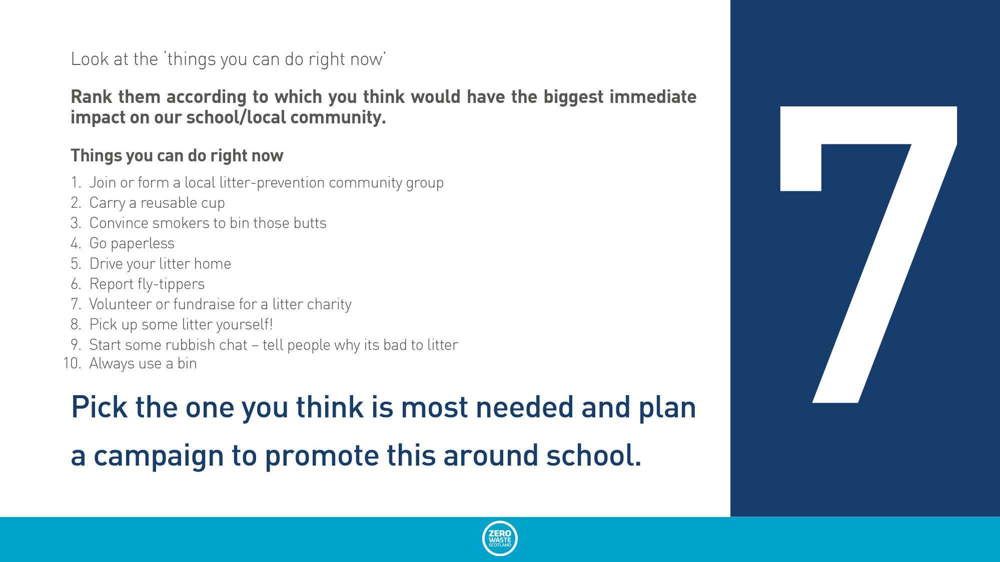 Look at the ‘things you can do right now’
Rank them according to which you think would have the biggest immediate
impact on our school/local community.
Things you can do right now
1. Join or form a local litter-prevention community group
2. Carry a reusable cup
3. Convince smokers to bin those butts
4. Go paperless
5. Drive your litter home
6. Report fly-tippers
7. Volunteer or fundraise for a litter charity
8. Pick up some litter yourself!
9. Start some rubbish chat – tell people why its bad to litter
10. Always use a bin
Pick the one you think is most needed and plan
a campaign to promote this around school.
7
ZERO
WASTE
SCOTLAND